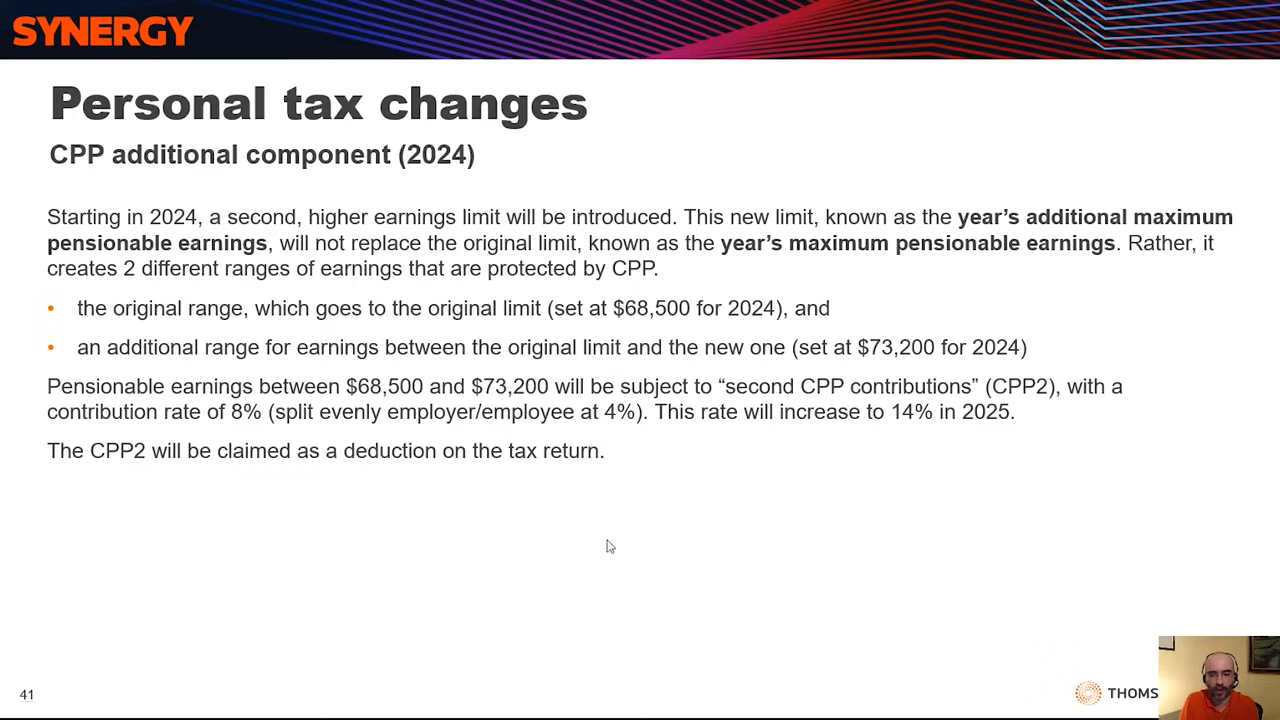 SYNERGY
Personal tax changes
CPP additional component (2024)
Starting in 2024, a second, higher earnings limit will be introduced. This new limit, known as the year’s additional maximum
pensionable earnings, will not replace the original limit, known as the year’s maximum pensionable earnings. Rather, it
creates 2 different ranges of earnings that are protected by CPP.
• the original range, which goes to the original limit (set at $68,500 for 2024), and
• an additional range for earnings between the original limit and the new one (set at $73,200 for 2024)
Pensionable earnings between $68,500 and $73,200 will be subject to “second CPP contributions” (CPP2), with a
contribution rate of 8% (split evenly employer/employee at 4%). This rate will increase to 14% in 2025.
The CPP2 will be claimed as a deduction on the tax return.
41
THOMS